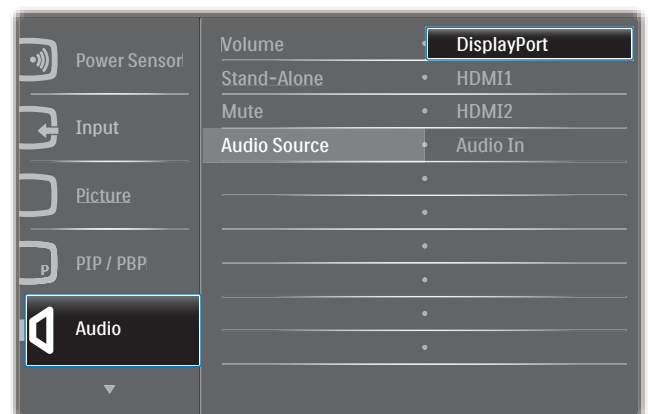 Power Sensor
Input
Picture
P
PIP / PBP
Audio
Volume
Stand-Alone
Mute
Audio Source
DisplayPort
HDMI1
HDMI2
Audio In